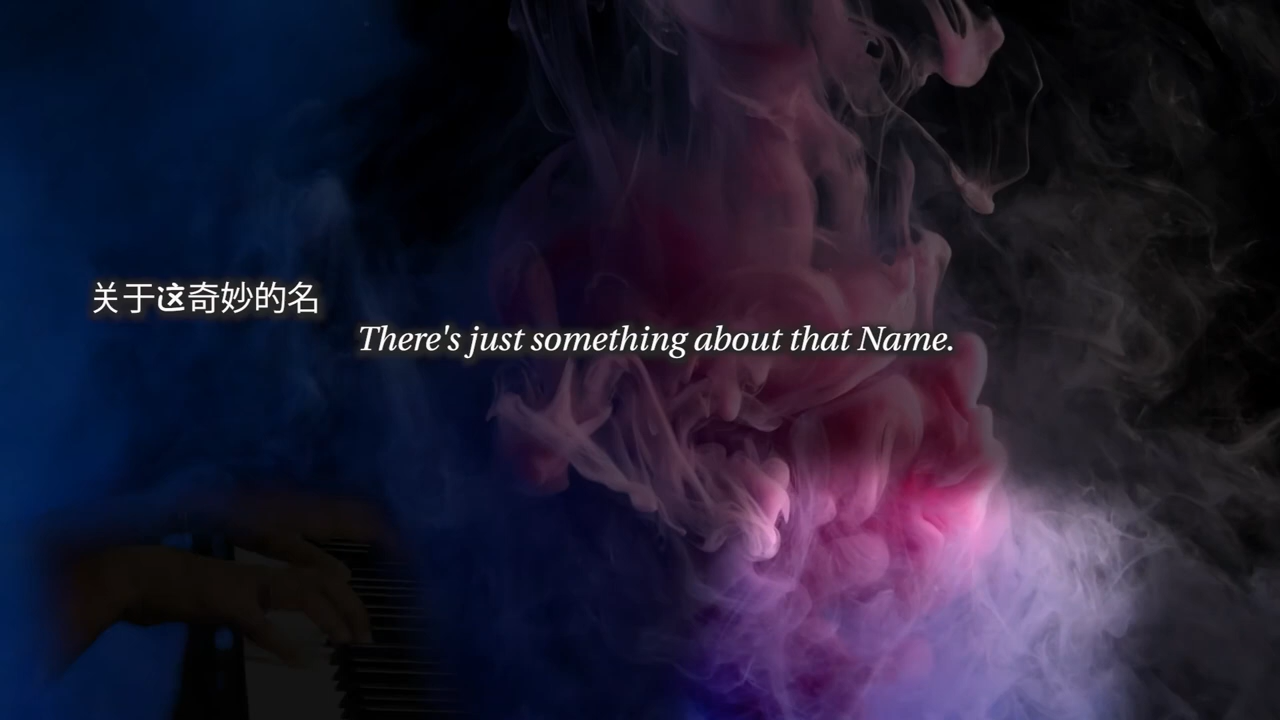 关于这奇妙的名
There's just something about that Name.